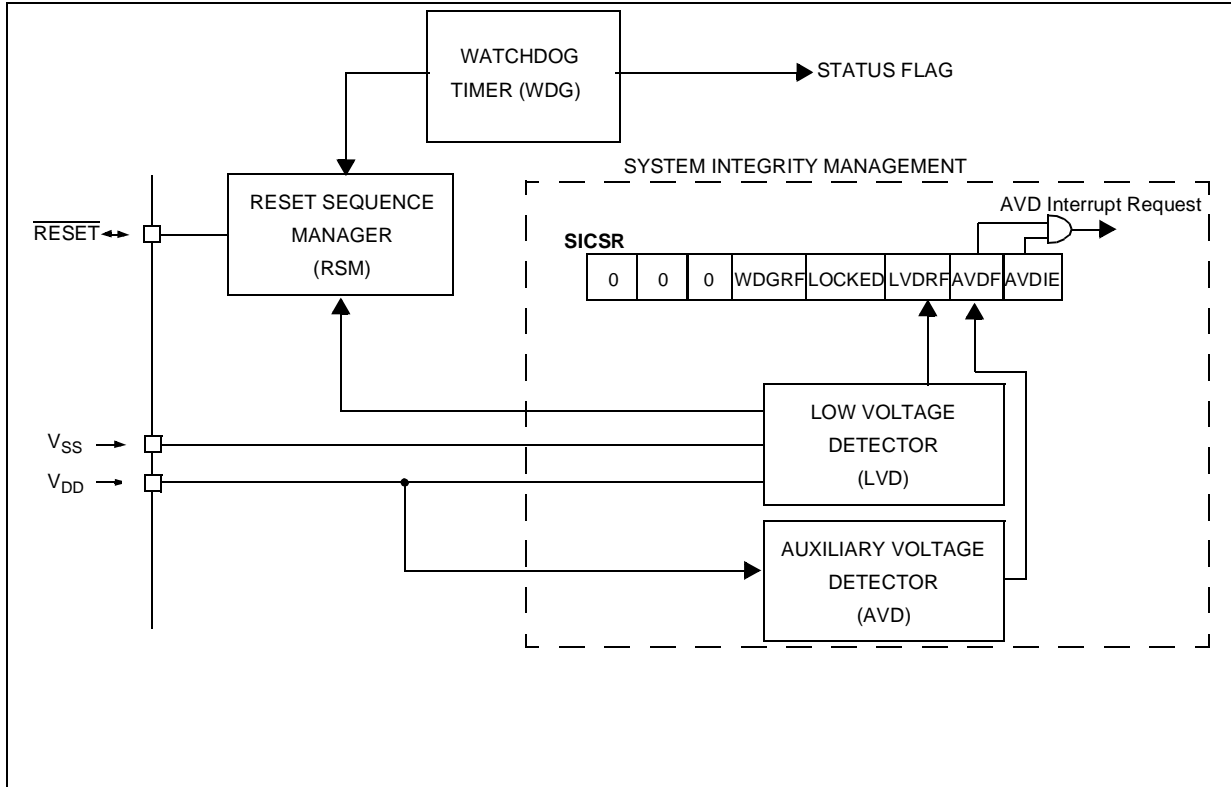 WATCHDOG
TIMER (WDG)
STATUS FLAG
SYSTEM INTEGRITY MANAGEMENT
RESET SEQUENCE
MANAGER
(RSM)
RESET
AVD Interrupt Request
SICSR
0 0 0 WDGRF LOCKED LVDRF AVDF AVDIE
LOW VOLTAGE
DETECTOR
(LVD)
VSS
VDD
AUXILIARY VOLTAGE
DETECTOR
(AVD)